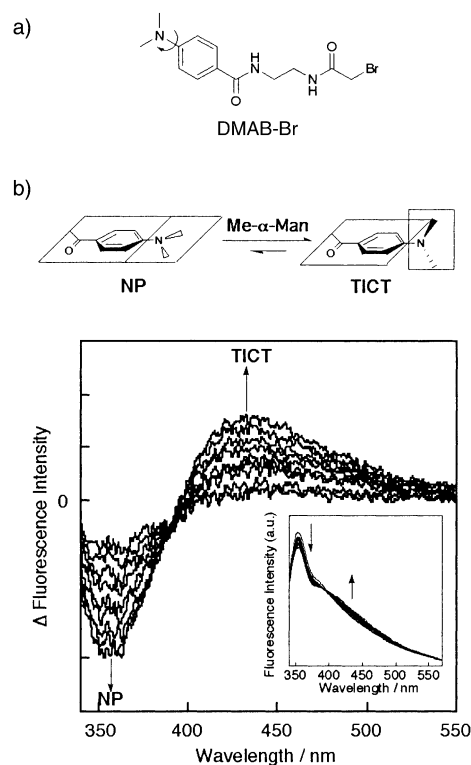 a)
N
O
N
H
H
N
O
Br
DMAB-Br
b)
O
N
Me-α-Man
O
N
NP
TICT
TICT
Δ Fluorescence Intensity
0
NP
350 400 450 500 550
Wavelength / nm
Fluorescence Intensity (a.u.)
350 400 450 500 550
Wavelength / nm